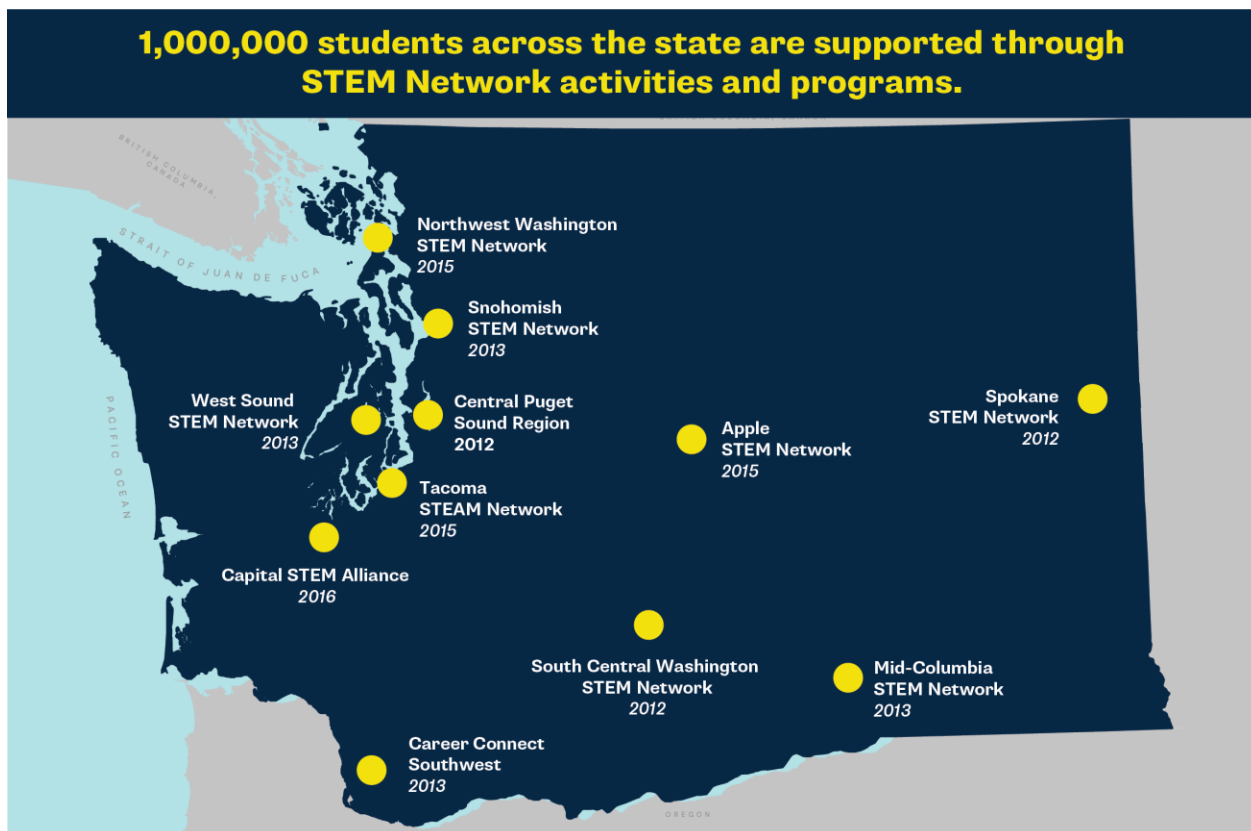 1,000,000 students across the state are supported through
STEM Network activities and programs.
BRITISH COLUMBIA,
CANADA
STRAIT OF JUAN DE FUCA
PACIFIC OCEAN
Northwest Washington
STEM Network
2015
Snohomish
STEM Network
2013
West Sound
STEM Network
2013
Central Puget
Sound Region
2012
Tacoma
STEAM Network
2015
Capital STEM Alliance
2016
Apple
STEM Network
2015
Spokane
STEM Network
2012
South Central Washington
STEM Network
2012
Mid-Columbia
STEM Network
2013
Career Connect
Southwest
2013
OREGON